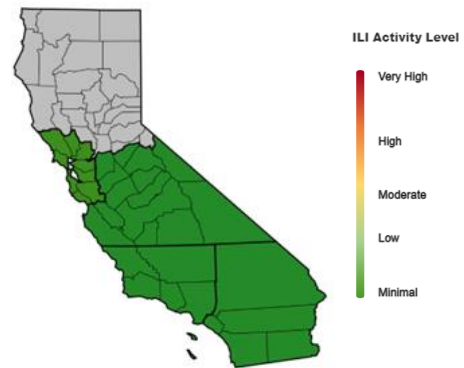 ILI Activity Level
Very High
High
Moderate
Low
Minimal